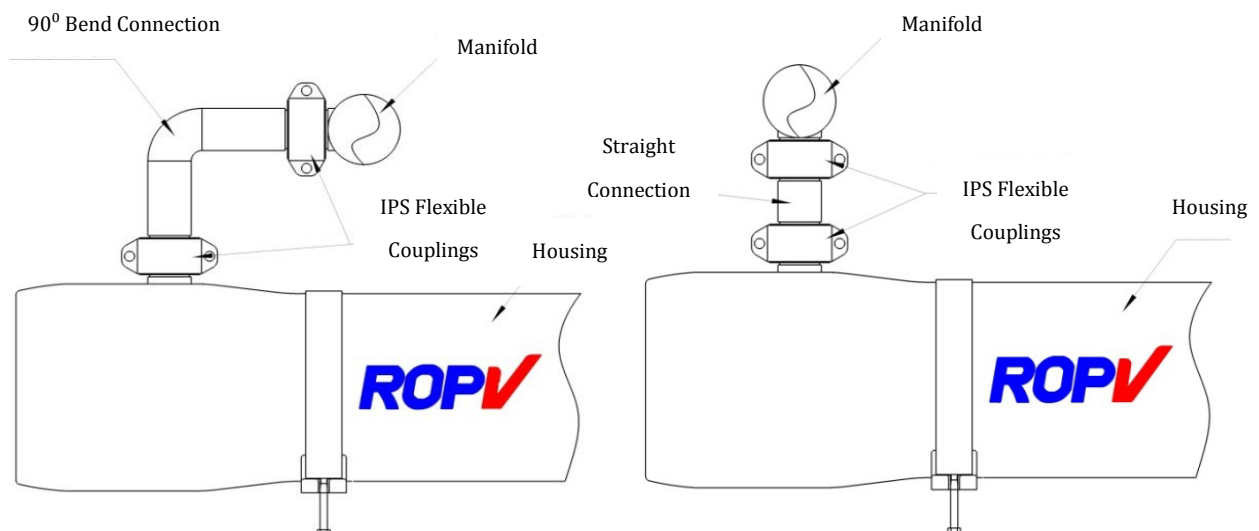 90⁰ Bend Connection
Manifold
IPS Flexible
Couplings
Housing
ROPV
Manifold
Straight
Connection
IPS Flexible
Couplings
Housing
ROPV